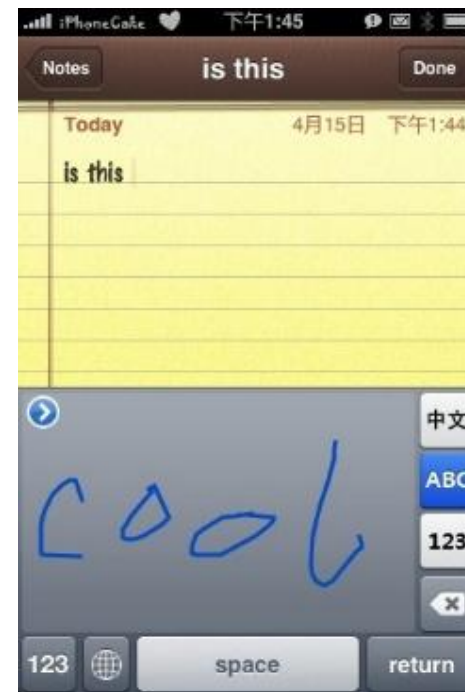 iPhoneCake 下午1:45
Notes is this Done
Today 4月15日 下午1:44
is this
cool
中文
ABC
123
123 space return